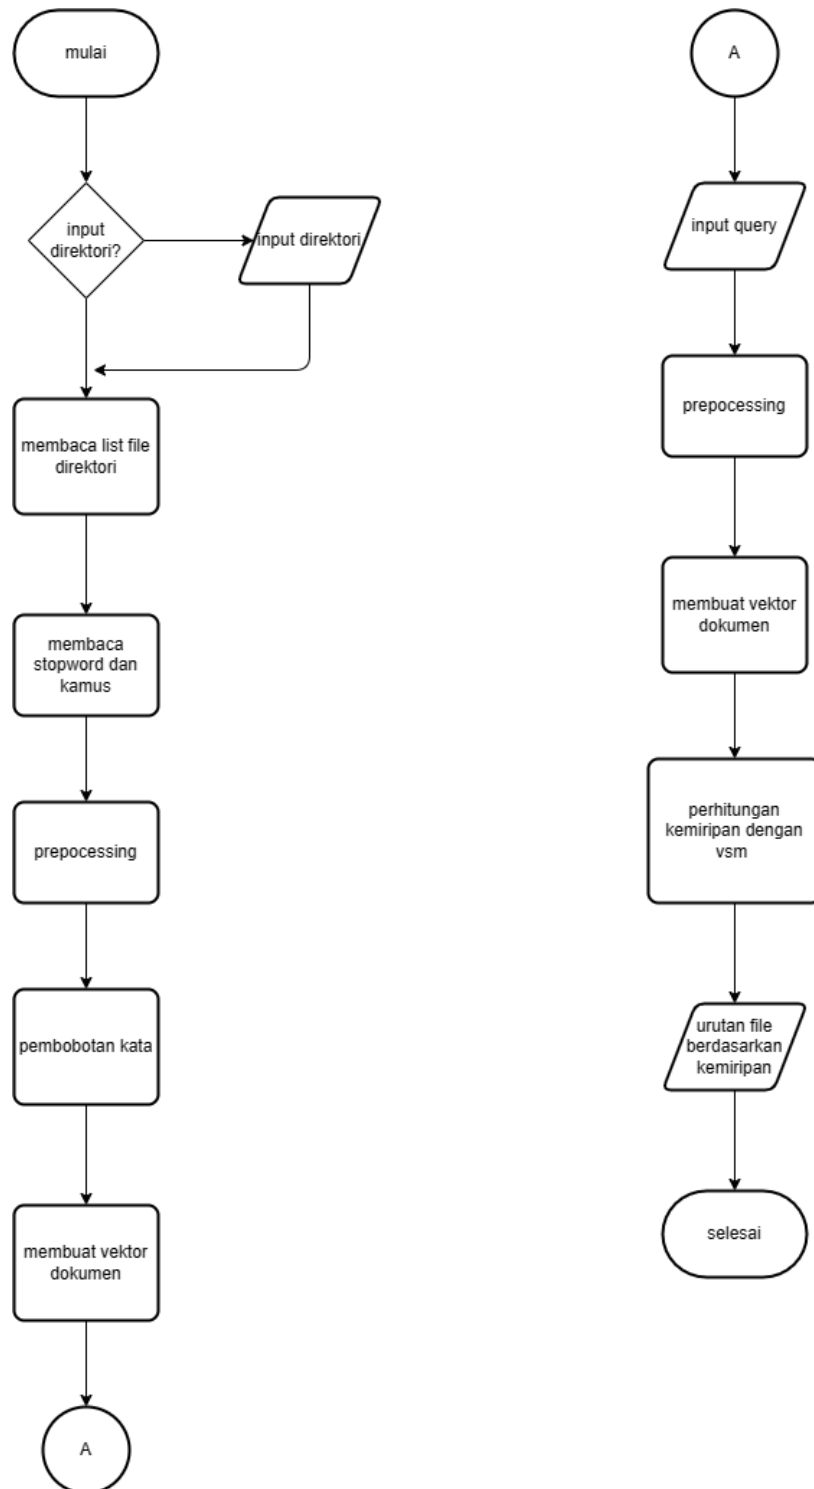 mulai
input
direktori?
input direktori
membaca list file
direktori
membaca
stopword dan
kamus
prepocessing
pembobotan kata
membuat vektor
dokumen
A
A
input query
prepocessing
membuat vektor
dokumen
perhitungan
kemiripan dengan
vsm
urutan file
berdasarkan
kemiripan
selesai